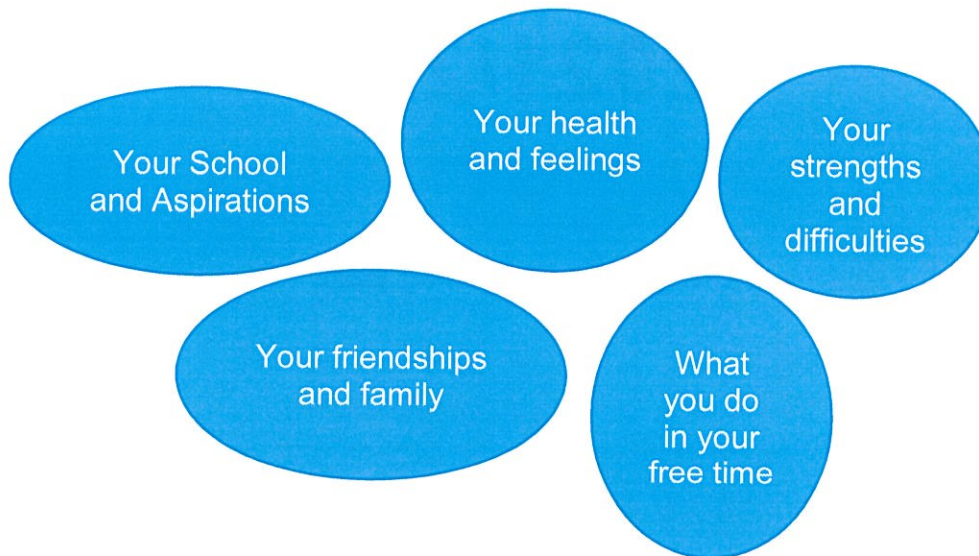 Your School
and Aspirations
Your health
and feelings
Your
strengths
and
difficulties
Your friendships
and family
What
you do
in your
free time